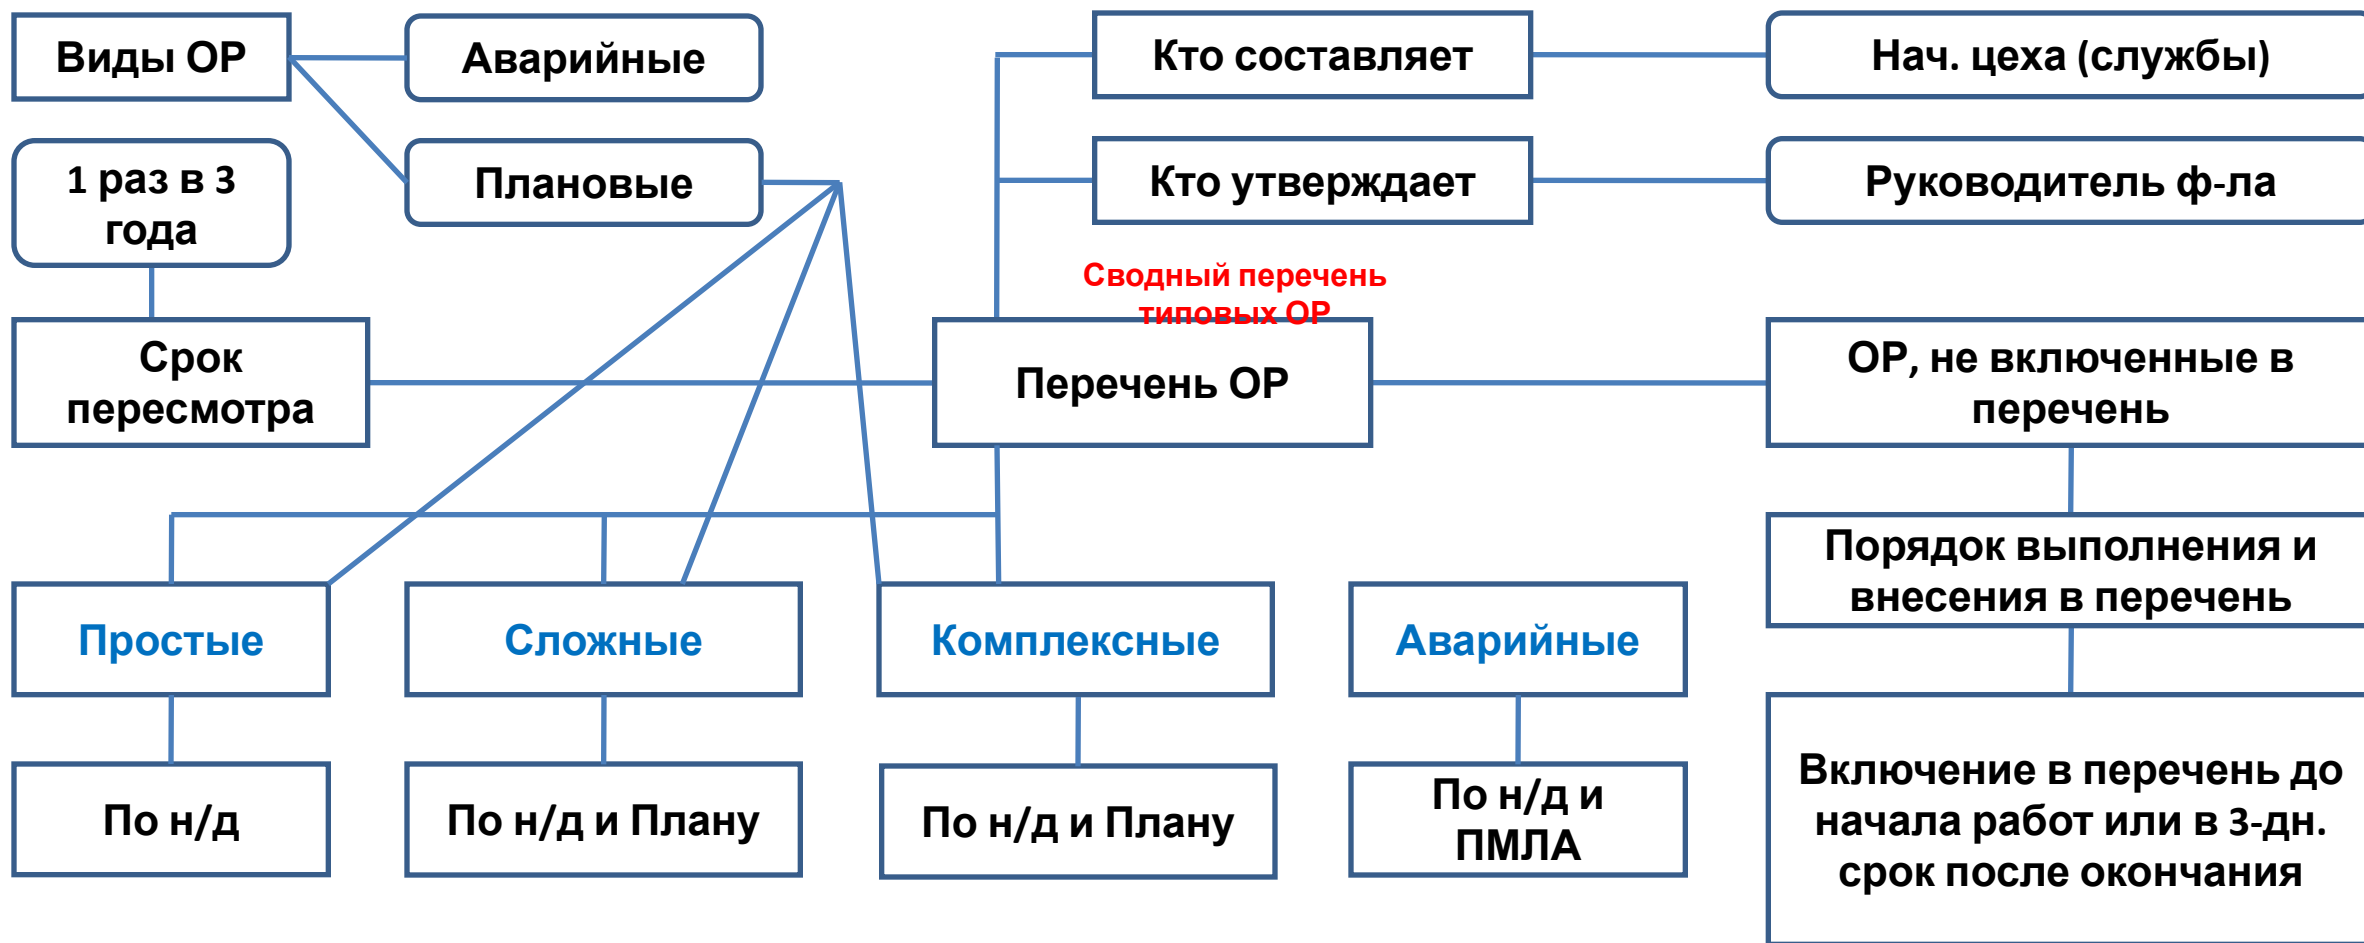 Виды ОР
Аварийные
Кто составляет
Нач. цеха (службы)
1 раз в 3
года
Плановые
Кто утверждает
Руководитель ф-ла
Сводный перечень
типовых ОР
Срок
пересмотра
Перечень ОР
ОР, не включенные в
перечень
Порядок выполнения и
внесения в перечень
Простые
Сложные
Комплексные
Аварийные
По н/д
По н/д и Плану
По н/д и Плану
По н/д и
ПМЛА
Включение в перечень до
начала работ или в 3-дн.
срок после окончания